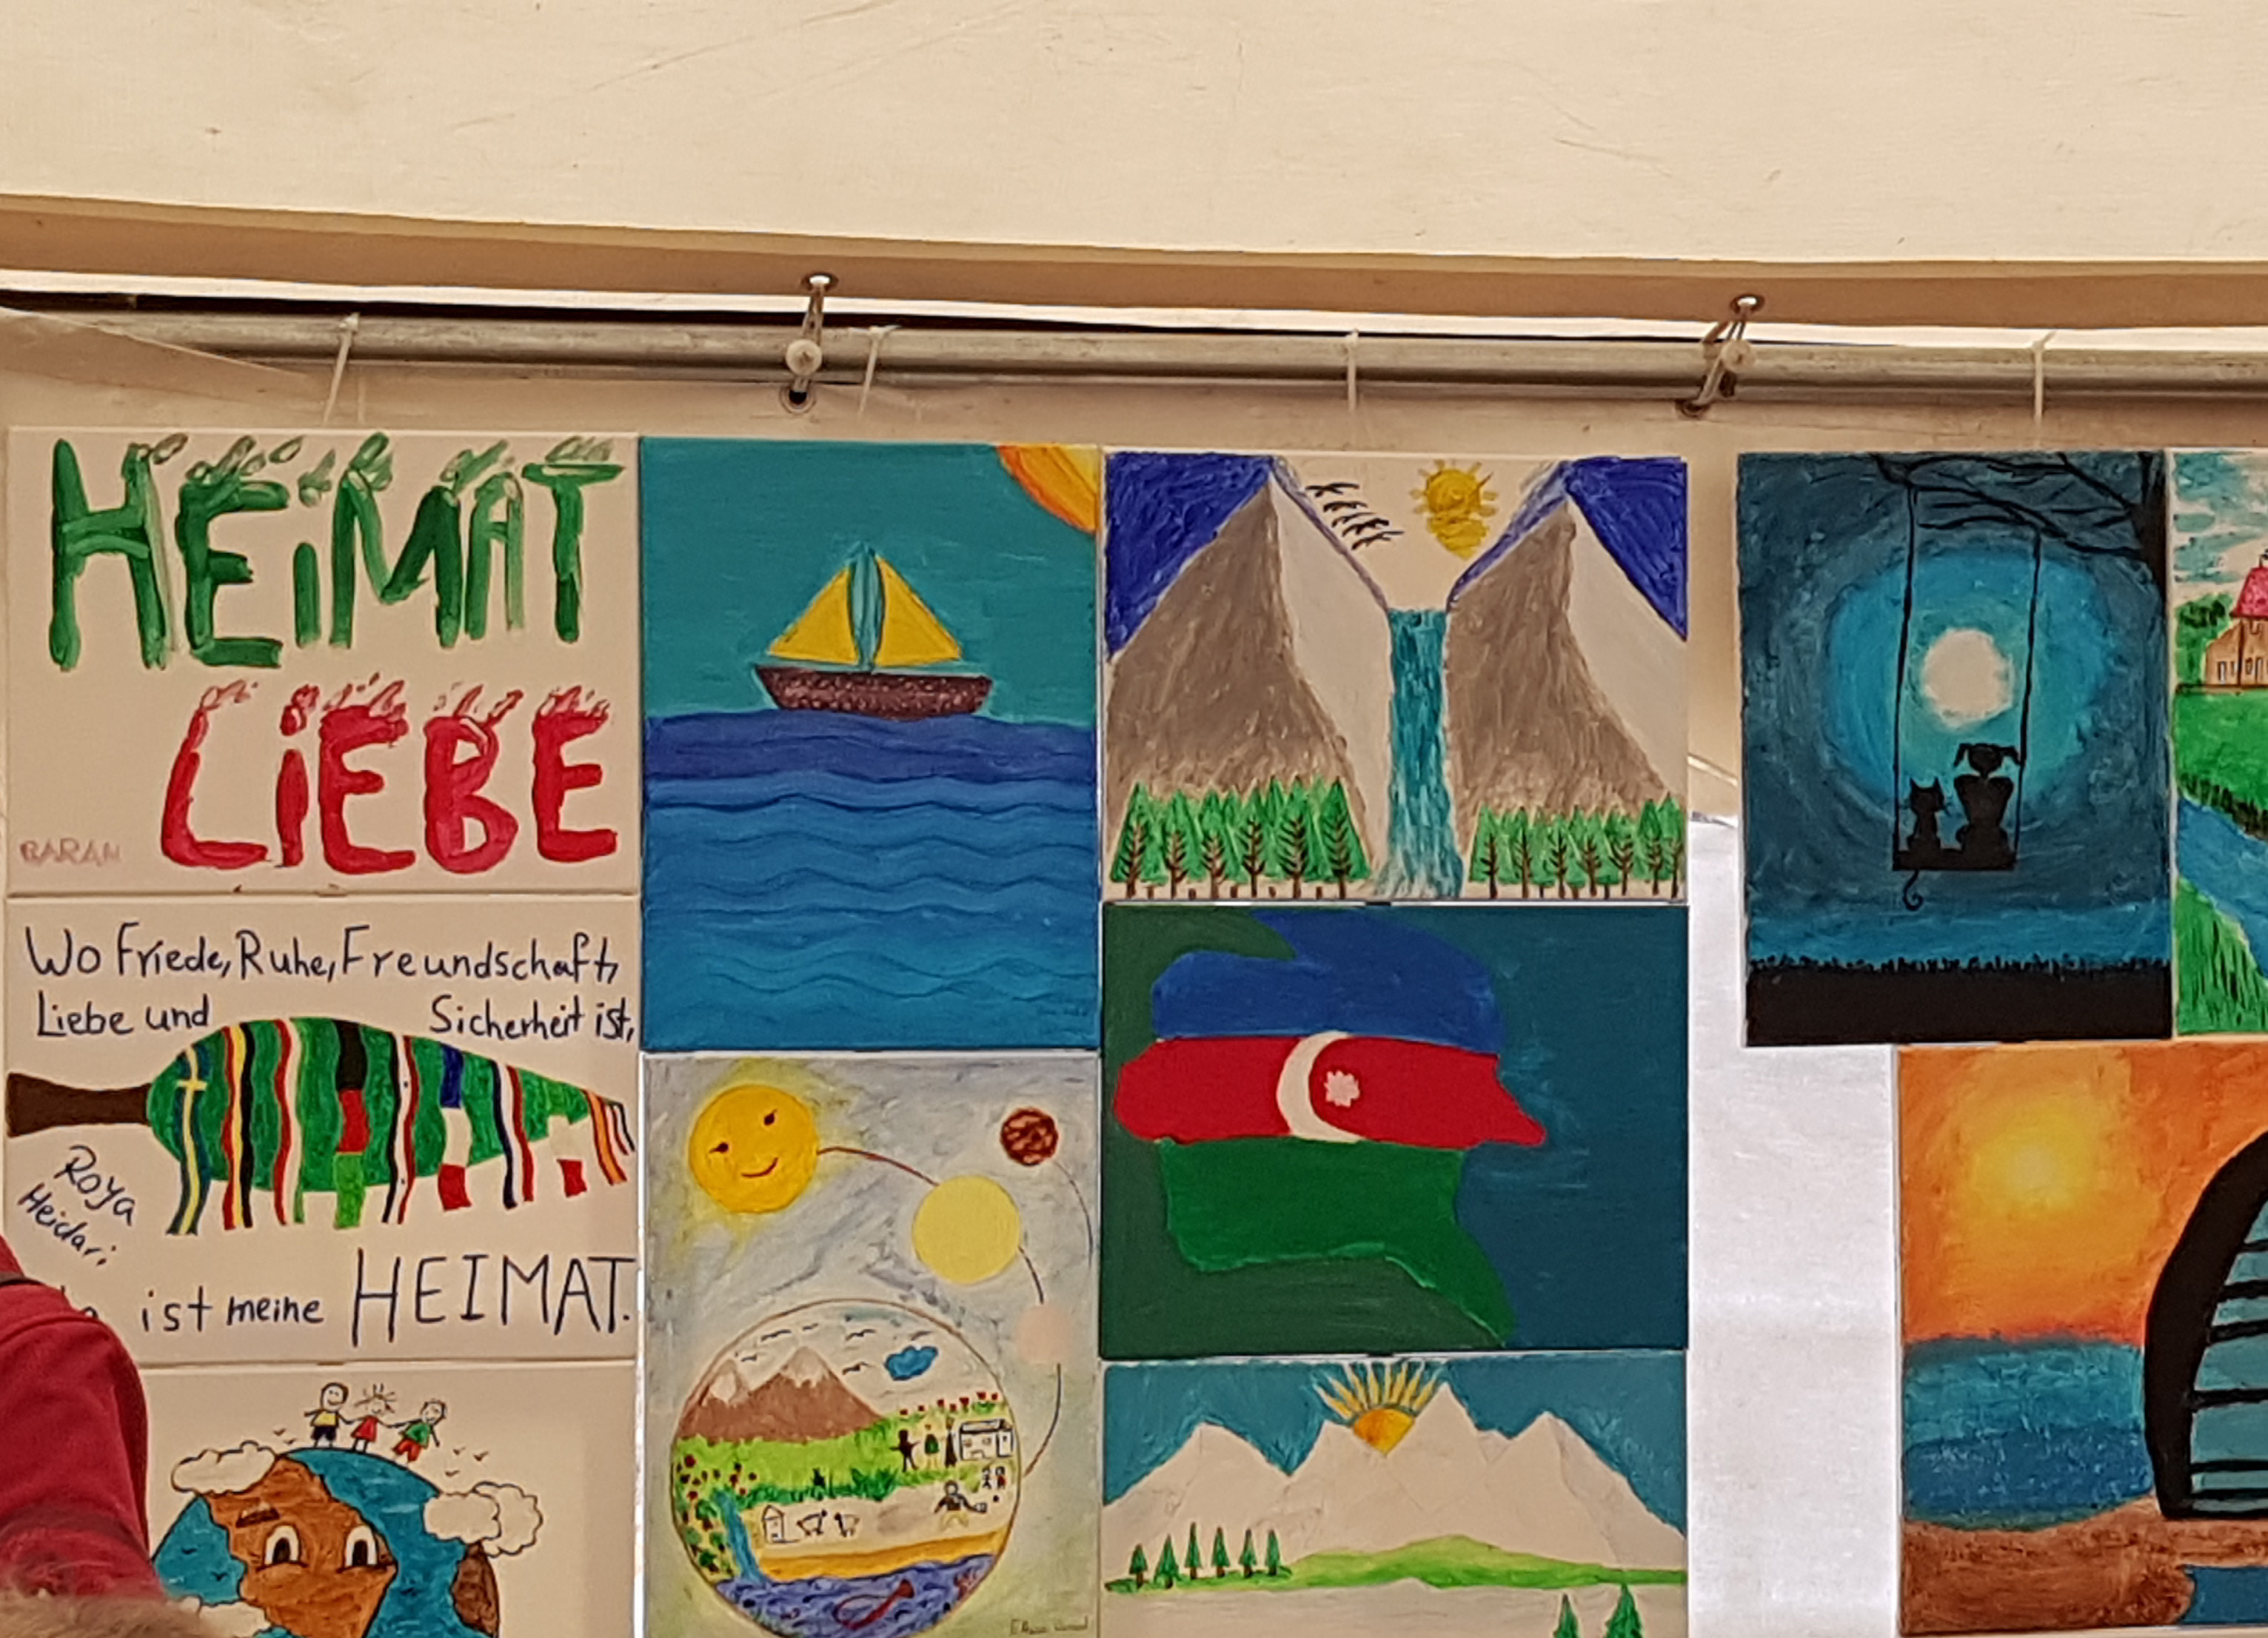 HEiMAT
LiEBE
BARAN
Wo Friede, Ruhe, Freundschaft,
Liebe und Sicherheit ist,
Roya
Heidari
ist meine HEIMAT.